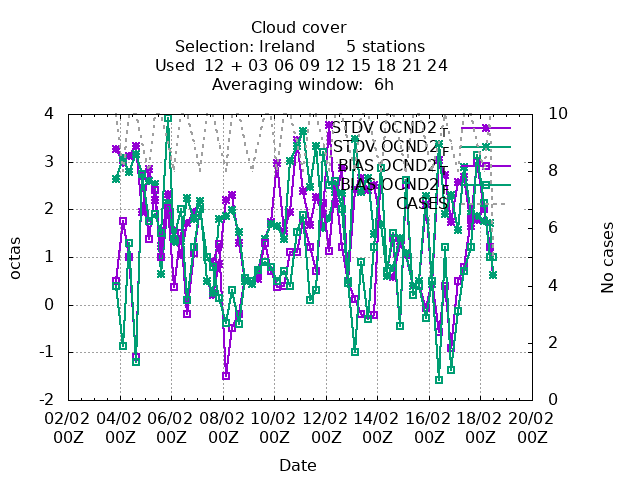 Cloud cover
Selection: Ireland 5 stations
Used 12 + 03 06 09 12 15 18 21 24
Averaging window: 6h
STDV OCND2
STDV OCND2
BIAS OCND2
BIAS OCND2
CASES
4
3
2
1
0
-1
-2
10
8
6
4
2
0
octas
No cases
02/02 04/02 06/02 08/02 10/02 12/02 14/02 16/02 18/02 20/02
00Z 00Z 00Z 00Z 00Z 00Z 00Z 00Z 00Z 00Z
Date